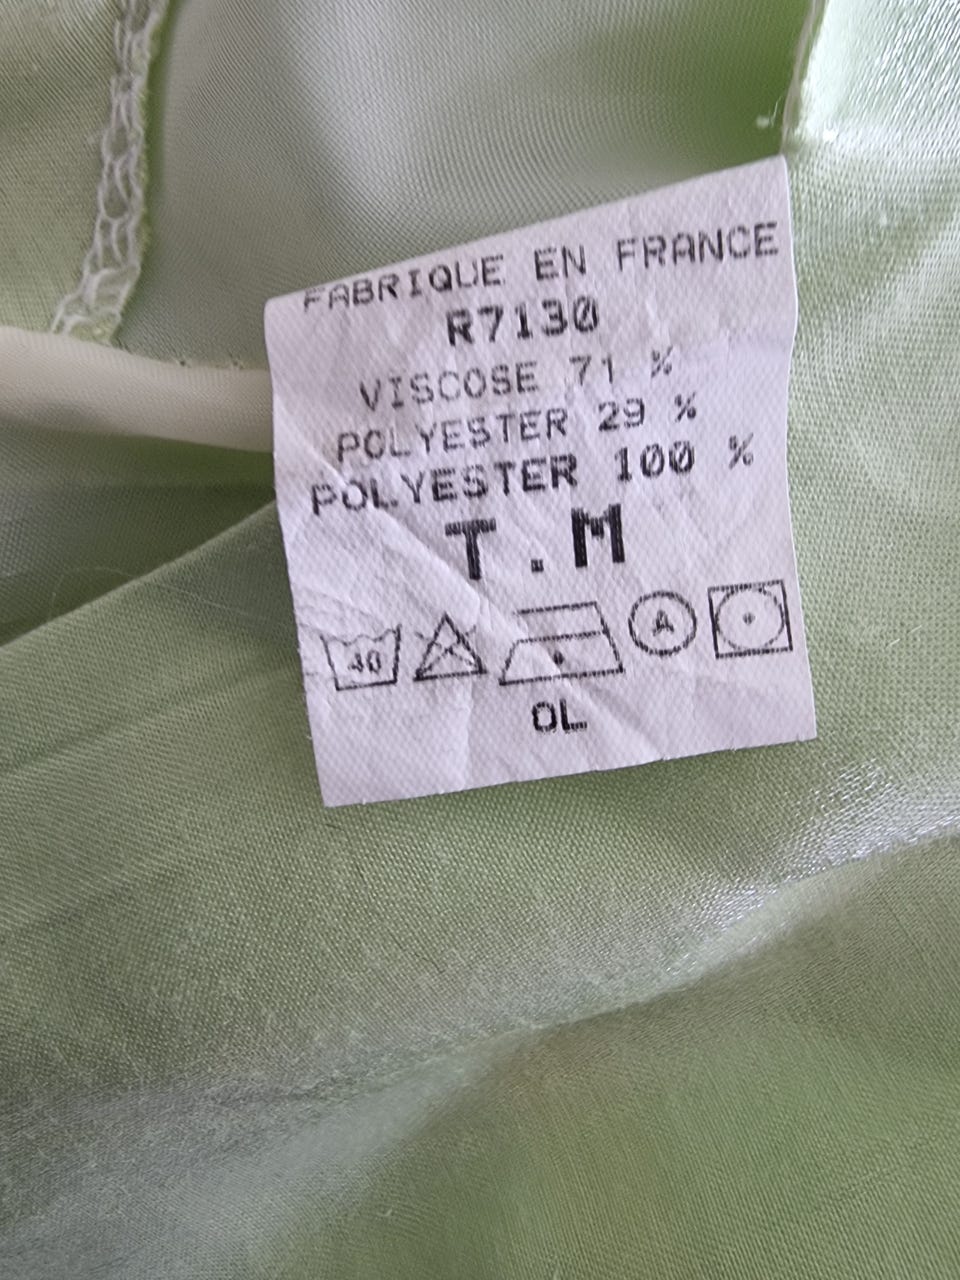 FABRIQUE EN FRANCE
R7130
VISCOSE 71 %
POLYESTER 29 %
POLYESTER 100 %
T.M
40 A
OL